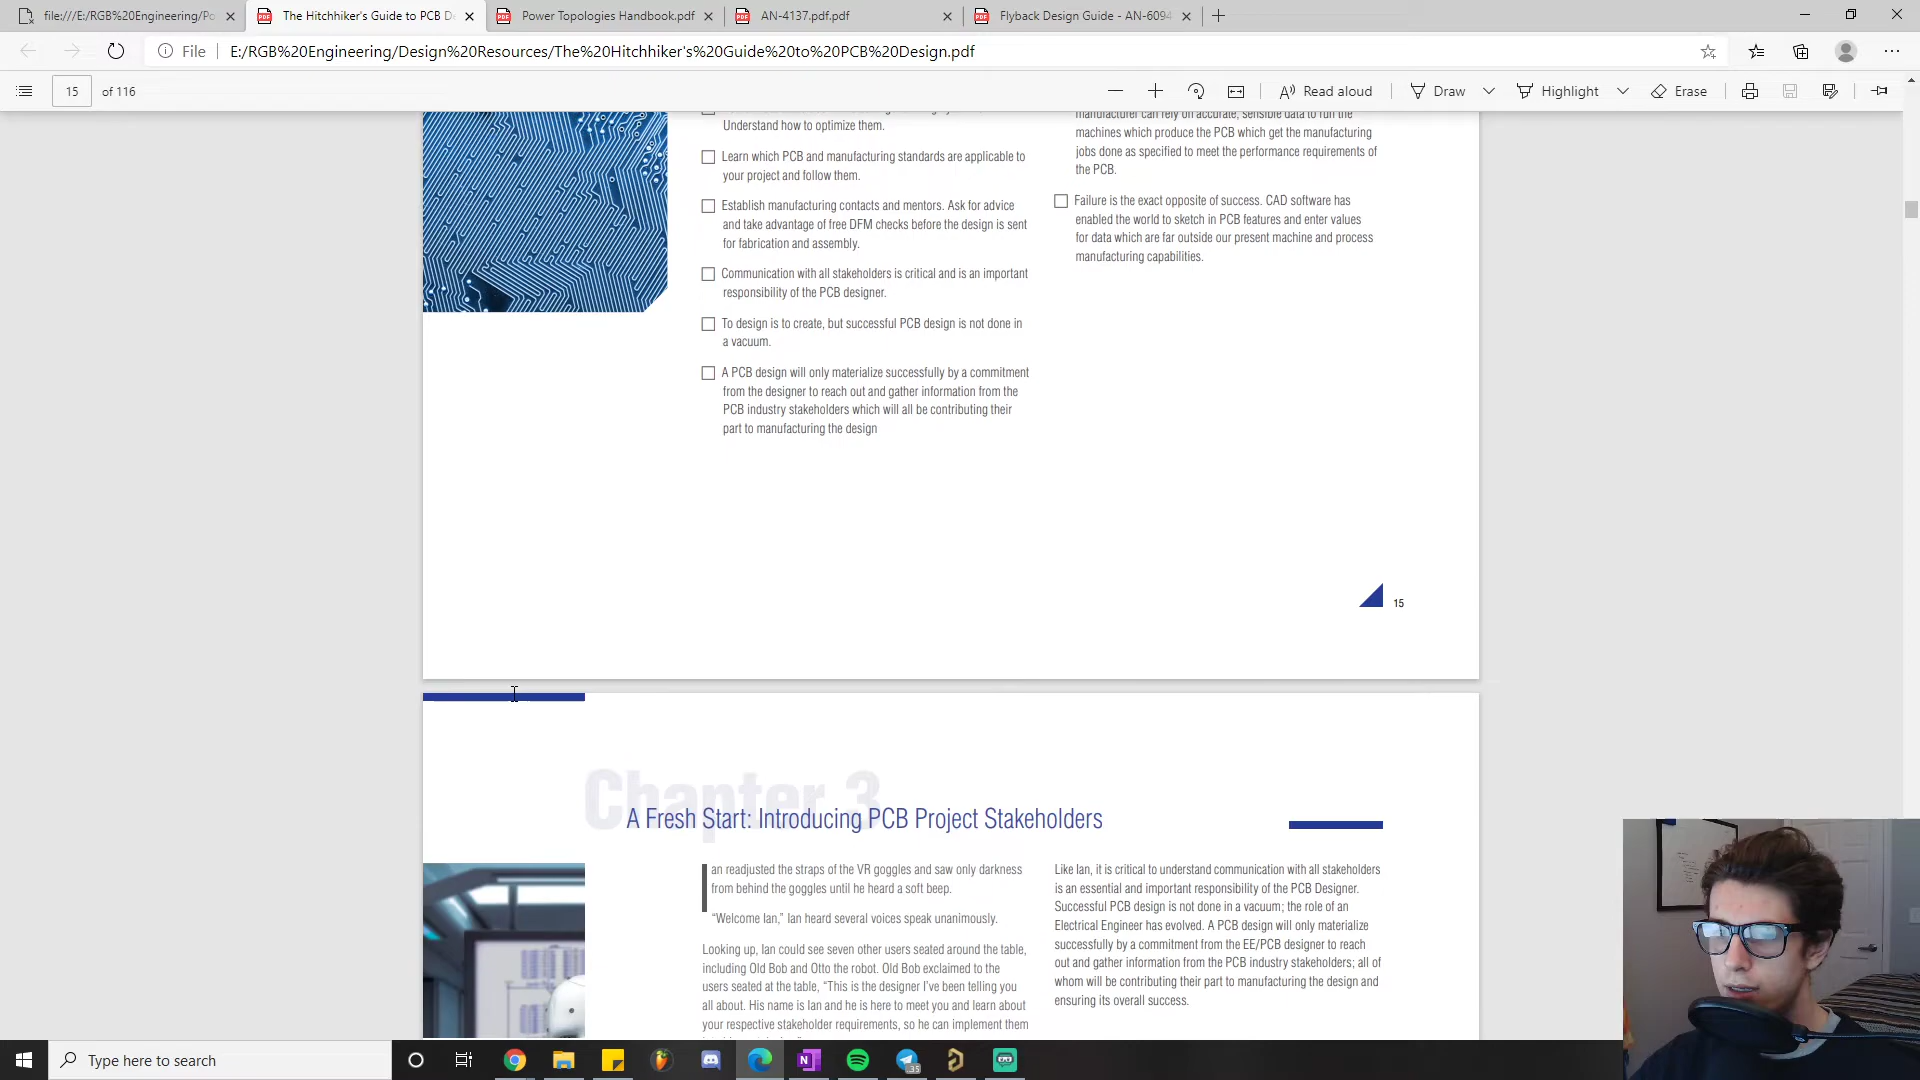 file:///E:/RGB%20Engineering/Po
The Hitchhiker's Guide to PCB D
Power Topologies Handbook.pdf
AN-4137.pdf.pdf
Flyback Design Guide - AN-6094
File
E:/RGB%20Engineering/Design%20Resources/The%20Hitchhiker's%20Guide%20to%20PCB%20Design.pdf
15 of 116
Read aloud
Draw
Highlight
Erase
Understand how to optimize them.
Learn which PCB and manufacturing standards are applicable to
your project and follow them.
Establish manufacturing contacts and mentors. Ask for advice
and take advantage of free DFM checks before the design is sent
for fabrication and assembly.
Communication with all stakeholders is critical and is an important
responsibility of the PCB designer.
To design is to create, but successful PCB design is not done in
a vacuum.
A PCB design will only materialize successfully by a commitment
from the designer to reach out and gather information from the
PCB industry stakeholders which will all be contributing their
part to manufacturing the design
manufacturer can rely on accurate, sensible data to run the
machines which produce the PCB which get the manufacturing
jobs done as specified to meet the performance requirements of
the PCB.
Failure is the exact opposite of success. CAD software has
enabled the world to sketch in PCB features and enter values
for data which are far outside our present machine and process
manufacturing capabilities.
15
Chapter 3
A Fresh Start: Introducing PCB Project Stakeholders
Ian readjusted the straps of the VR goggles and saw only darkness
from behind the goggles until he heard a soft beep.
“Welcome Ian,” Ian heard several voices speak unanimously.
Looking up, Ian could see seven other users seated around the table,
including Old Bob and Otto the robot. Old Bob exclaimed to the
users seated at the table, “This is the designer I’ve been telling you
all about. His name is Ian and he is here to meet you and learn about
your respective stakeholder requirements, so he can implement them
Like Ian, it is critical to understand communication with all stakeholders
is an essential and important responsibility of the PCB Designer.
Successful PCB design is not done in a vacuum; the role of an
Electrical Engineer has evolved. A PCB design will only materialize
successfully by a commitment from the EE/PCB designer to reach
out and gather information from the PCB industry stakeholders; all of
whom will be contributing their part to manufacturing the design and
ensuring its overall success.
Type here to search